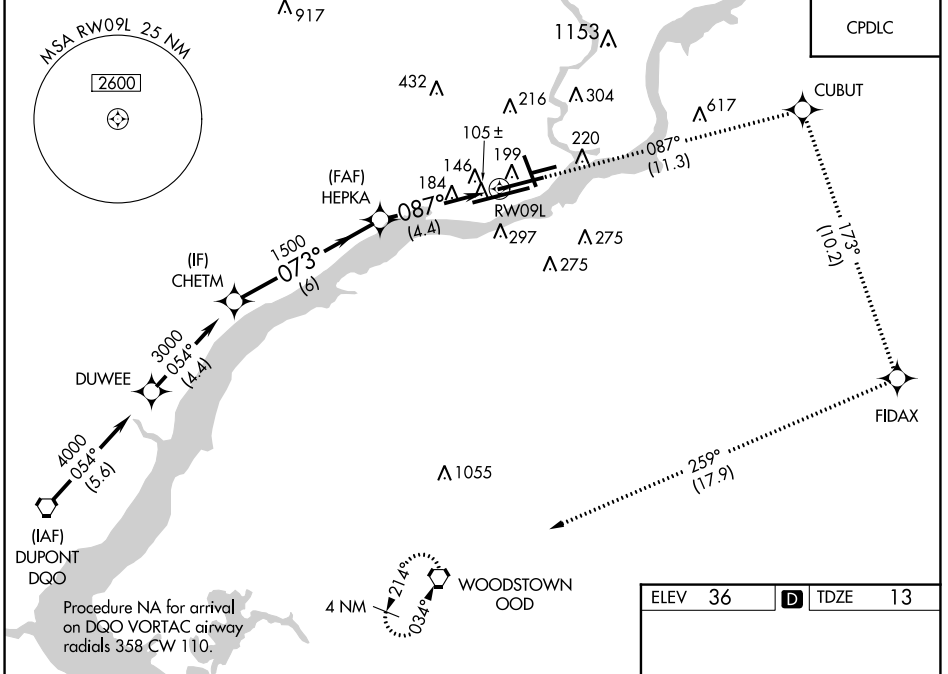 MSA RW09L 25 NM
2600
917
1153
CPDLC
432
216
304
617
CUBUT
105 ±
220
087°
(11.3)
146
199
184
(FAF)
HEPKA
087°
(4.4)
RW09L
297
275
275
173°
(10.2)
(IF)
CHETM
1500
073°
(6)
3000
054°
(4.4)
DUWEE
4000
054°
(5.6)
FIDAX
259°
(17.9)
1055
(IAF)
DUPONT
DQO
214°
034°
4 NM
WOODSTOWN
OOD
Procedure NA for arrival
on DQO VORTAC airway
radials 358 CW 110.
ELEV 36 D TDZE 13